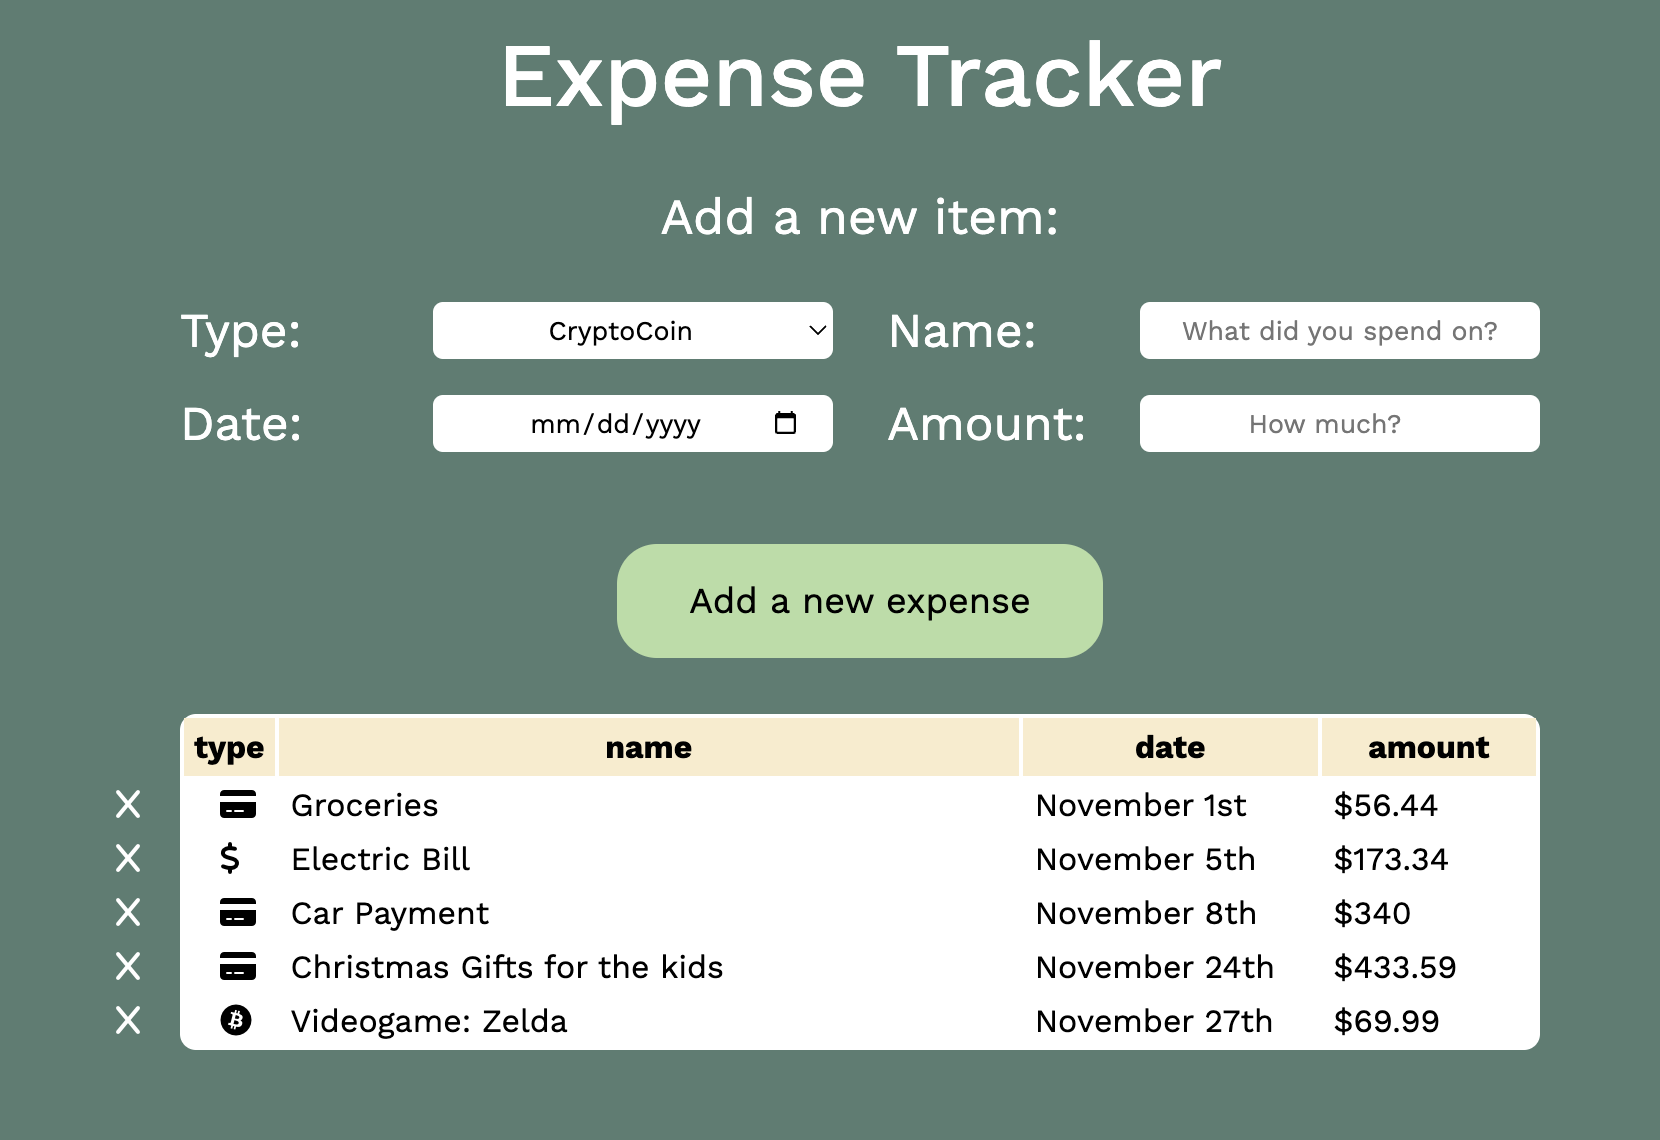 Expense Tracker
Add a new item:
Type: CryptoCoin Name: What did you spend on?
Date: mm/dd/yyyy Amount: How much?
Add a new expense
type name date amount
X Groceries November 1st $56.44
X $ Electric Bill November 5th $173.34
X Car Payment November 8th $340
X Christmas Gifts for the kids November 24th $433.59
X Videogame: Zelda November 27th $69.99